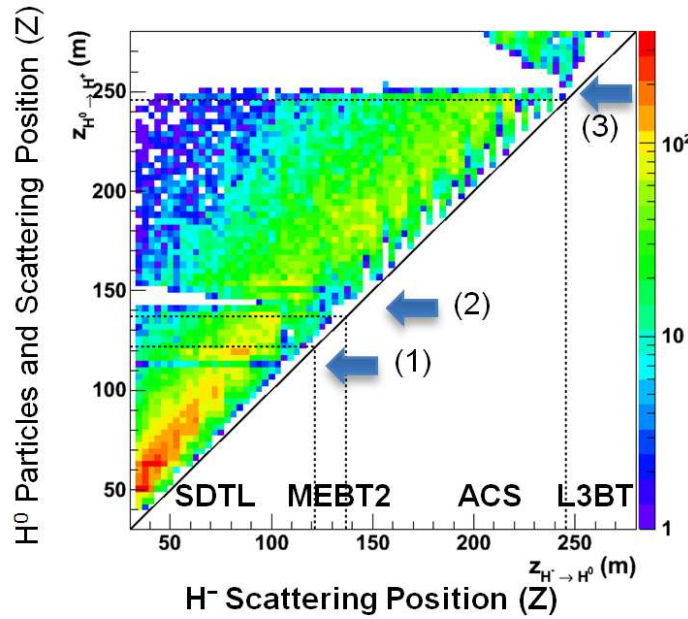 H⁰ Particles and Scattering Position (Z)
z_{H⁰ → H⁺} (m)
250
200
150
100
50
(3)
(2)
(1)
SDTL
MEBT2
ACS
L3BT
10²
10
1
50
100
150
200
250
z_{H⁻ → H⁰} (m)
H⁻ Scattering Position (Z)